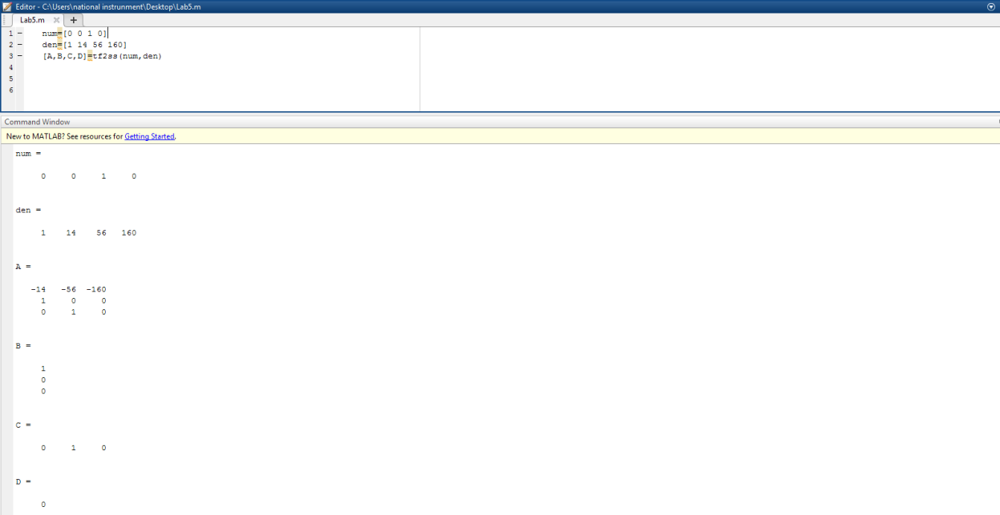 Editor - C:\Users\national instrunment\Desktop\Lab5.m
Lab5.m × +
1 - num=[0 0 1 0]
2 - den=[1 14 56 160]
3 - [A,B,C,D]=tf2ss(num,den)
4
5
6
Command Window
New to MATLAB? See resources for Getting Started.
num =
0 0 1 0
den =
1 14 56 160
A =
-14 -56 -160
1 0 0
0 1 0
B =
1
0
0
C =
0 1 0
D =
0